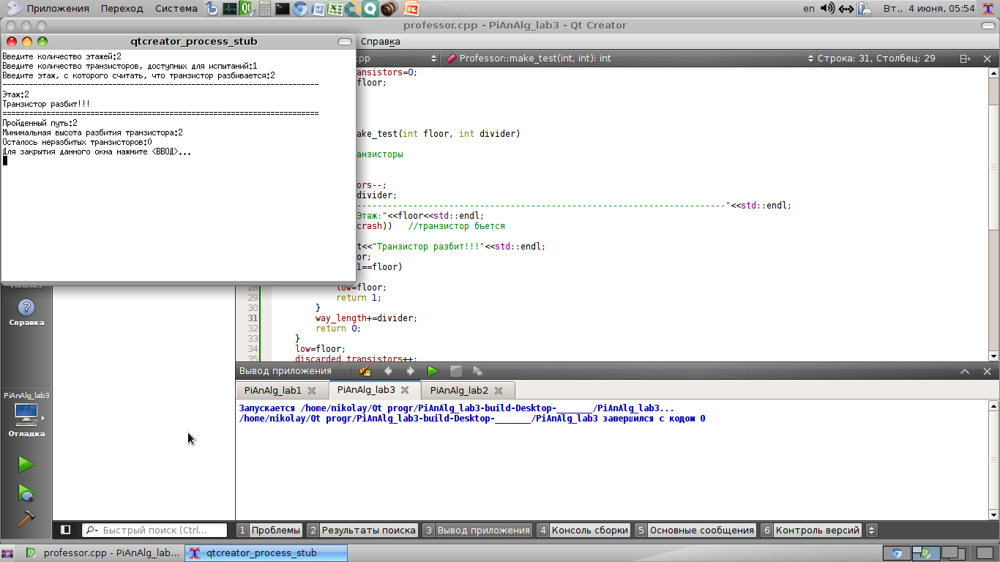 Приложения Переход Система
en Вт., 4 июня, 05:54
professor.cpp - PiAnAlg_lab3 - Qt Creator
qtcreator_process_stub
Справка
Введите количество этажей:2
Введите количество транзисторов, доступных для испытаний:1
Введите этаж, с которого считать, что транзистор разбивается:2
------------------------------------------------------------------------
Этаж:2
Транзистор разбит!!!
========================================================================
Пройденный путь:2
Минимальная высота разбития транзистора:2
Осталось неразбитых транзисторов:0
Для закрытия данного окна нажмите <ВВОД>...
cpp
Professor::make_test(int, int): int
Строка: 31, Столбец: 29
ansistors=0;
floor;
ake_test(int floor, int divider)
анзисторы
ors--;
divider;
------------------------------------------------------------------------"<<std::endl;
Этаж:"<<floor<<std::endl;
crash)) //транзистор бьется
t<<"Транзистор разбит!!!"<<std::endl;
or;
1==floor)
28 low=floor;
29 return 1;
30 }
31 way_length+=divider;
32 return 0;
33 }
34 low=floor;
35 discarded_transistors++;
Справка
PiAnAlg_lab3
Отладка
Вывод приложения
PiAnAlg_lab1
PiAnAlg_lab3
PiAnAlg_lab2
Запускается /home/nikolay/Qt progr/PiAnAlg_lab3-build-Desktop-_______/PiAnAlg_lab3...
/home/nikolay/Qt progr/PiAnAlg_lab3-build-Desktop-_______/PiAnAlg_lab3 завершился с кодом 0
Быстрый поиск (Ctrl...
1 Проблемы
2 Результаты поиска
3 Вывод приложения
4 Консоль сборки
5 Основные сообщения
6 Контроль версий
professor.cpp - PiAnAlg_lab...
qtcreator_process_stub